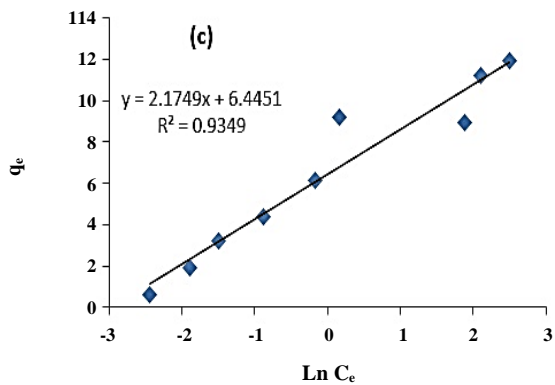 114
(c)
12
y = 2.1749x + 6.4451
R² = 0.9349
10
8
6
4
2
0
qₑ
-3 -2 -1 0 1 2 3
Ln Cₑ